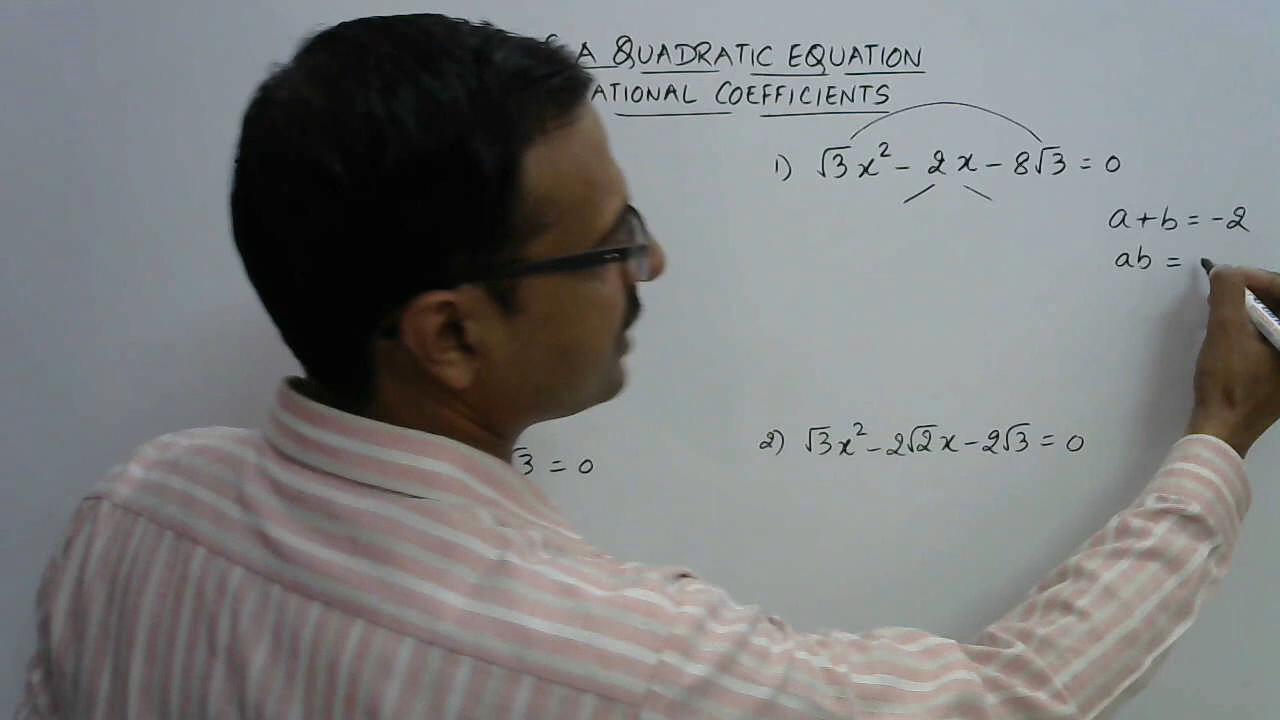 A QUADRATIC EQUATION
COEFFICIENTS
1) √3x² - 2x - 8√3 = 0
a + b = -2
ab =
2) √3x² - 2√2x - 2√3 = 0
√3 = 0